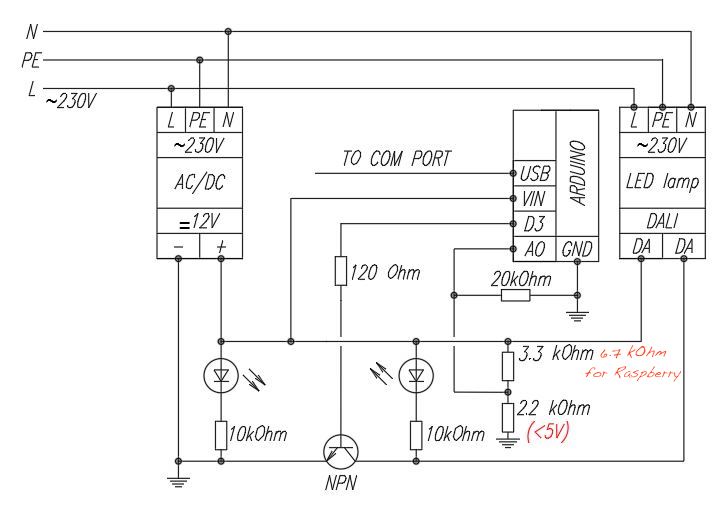 N
PE
L
~230V
L PE N
~230V
AC/DC
=12V
− +
TO COM PORT
USB
VIN
D3
A0 GND
ARDUINO
L PE N
~230V
LED lamp
DALI
DA DA
120 Ohm
20kOhm
3.3 kOhm 6.7 kOhm
for Raspberry
2.2 kOhm
(<5V)
10kOhm
10kOhm
NPN